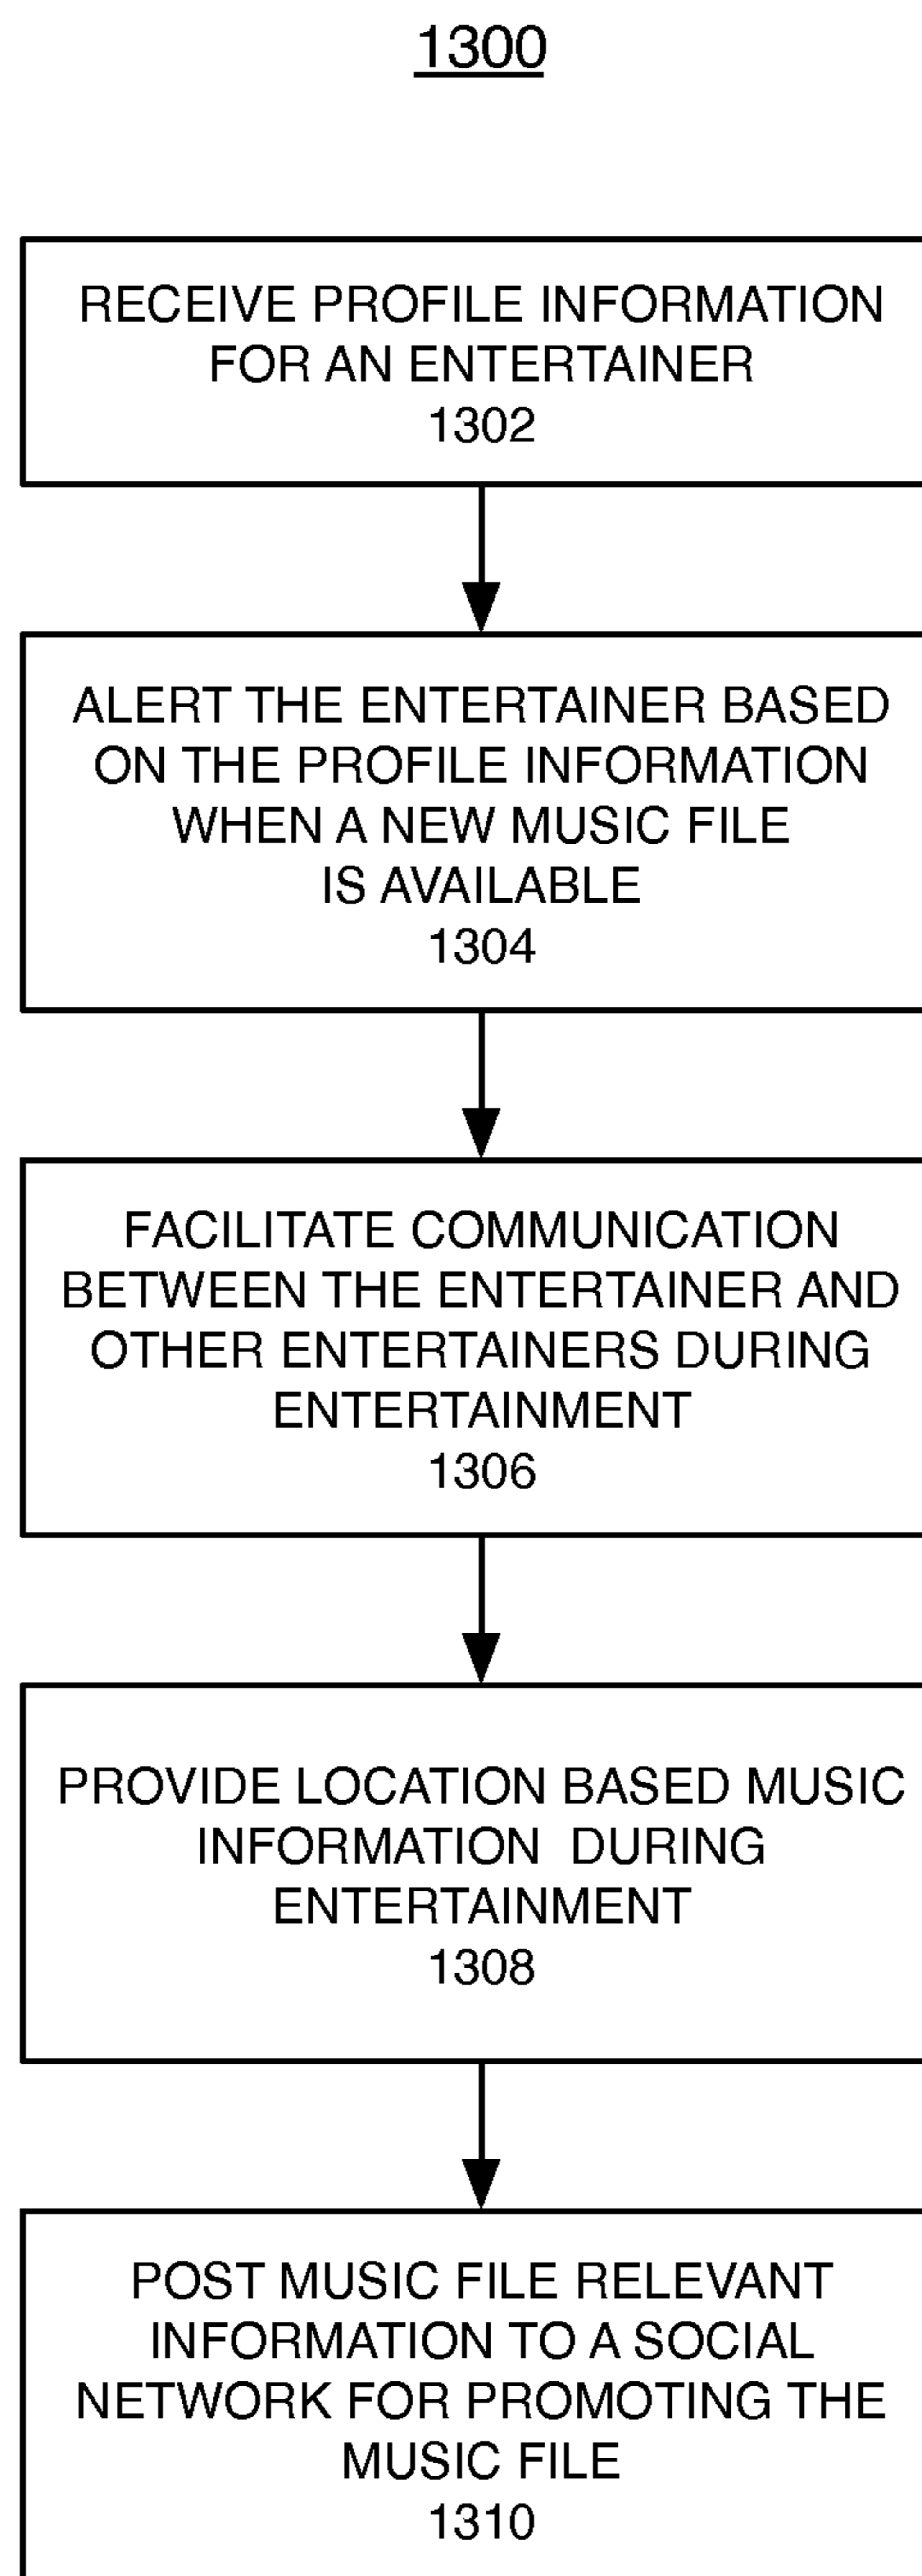 1300
RECEIVE PROFILE INFORMATION
FOR AN ENTERTAINER
1302
ALERT THE ENTERTAINER BASED
ON THE PROFILE INFORMATION
WHEN A NEW MUSIC FILE
IS AVAILABLE
1304
FACILITATE COMMUNICATION
BETWEEN THE ENTERTAINER AND
OTHER ENTERTAINERS DURING
ENTERTAINMENT
1306
PROVIDE LOCATION BASED MUSIC
INFORMATION DURING
ENTERTAINMENT
1308
POST MUSIC FILE RELEVANT
INFORMATION TO A SOCIAL
NETWORK FOR PROMOTING THE
MUSIC FILE
1310